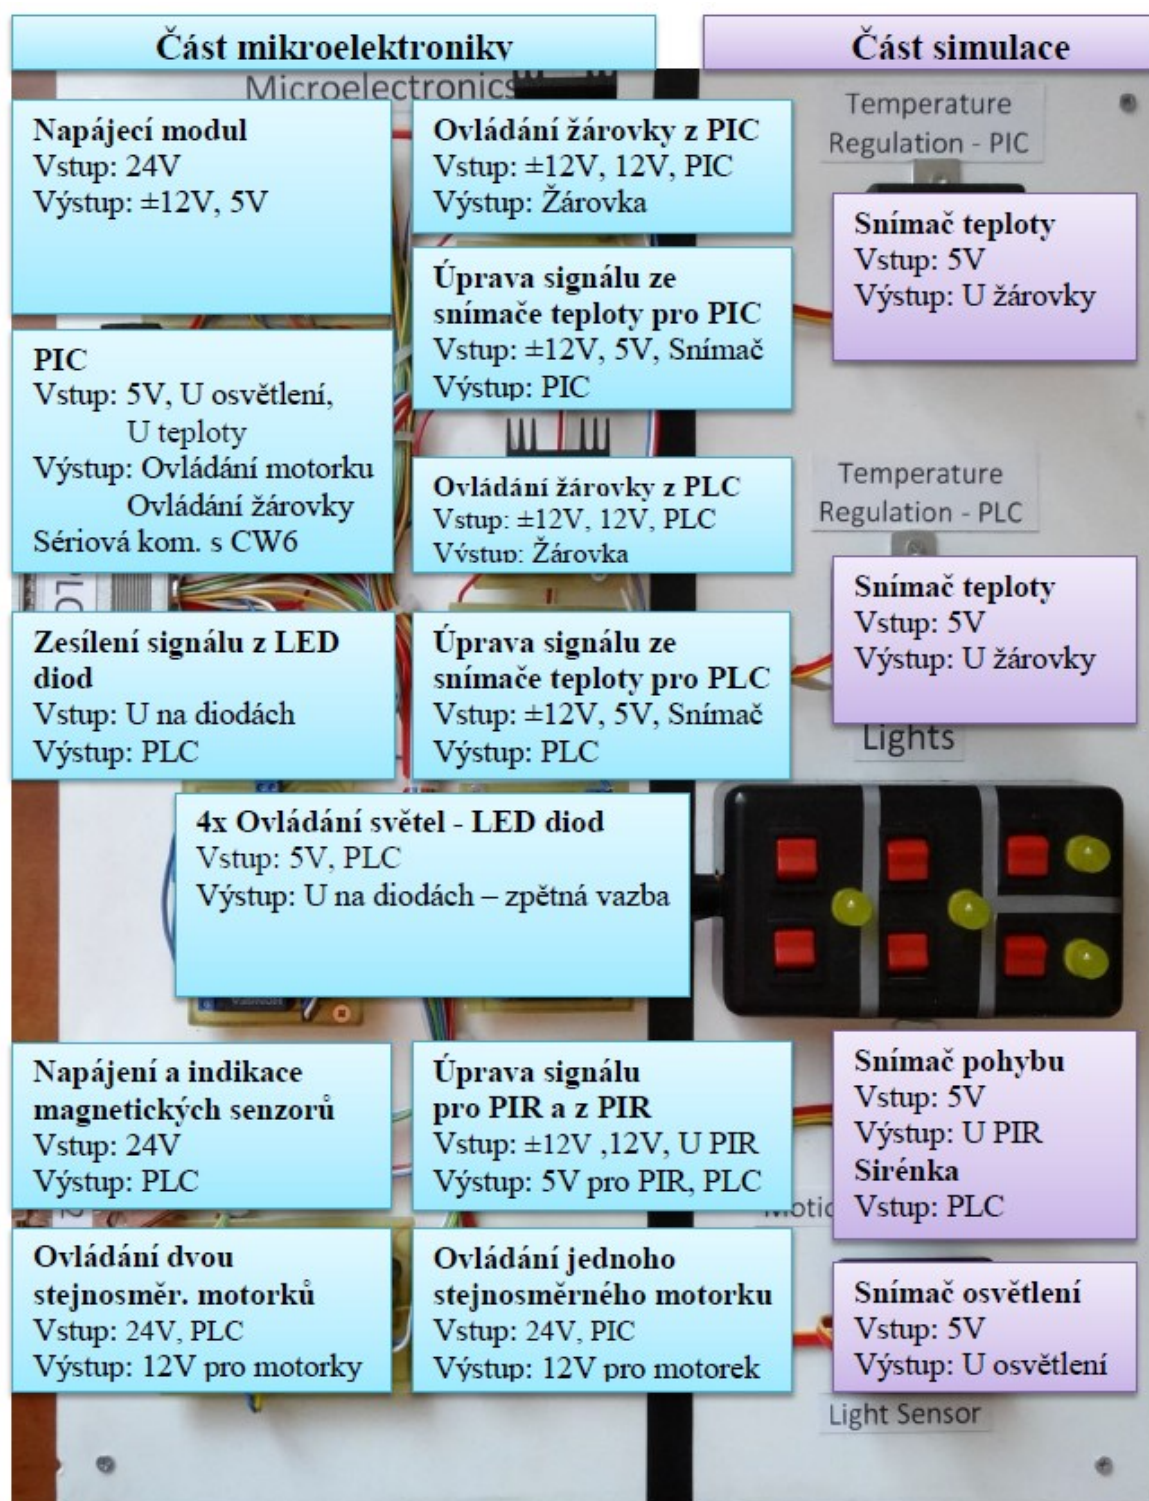 Část mikroelektroniky
Část simulace
Microelectronics
Napájecí modul
Vstup: 24V
Výstup: ±12V, 5V
Ovládání žárovky z PIC
Vstup: ±12V, 12V, PIC
Výstup: Žárovka
Temperature
Regulation - PIC
Snímač teploty
Vstup: 5V
Výstup: U žárovky
Úprava signálu ze
snímače teploty pro PIC
Vstup: ±12V, 5V, Snímač
Výstup: PIC
PIC
Vstup: 5V, U osvětlení,
U teploty
Výstup: Ovládání motorku
Ovládání žárovky
Sériová kom. s CW6
Ovládání žárovky z PLC
Vstup: ±12V, 12V, PLC
Výstup: Žárovka
Temperature
Regulation - PLC
Snímač teploty
Vstup: 5V
Výstup: U žárovky
Zesílení signálu z LED
diod
Vstup: U na diodách
Výstup: PLC
Úprava signálu ze
snímače teploty pro PLC
Vstup: ±12V, 5V, Snímač
Výstup: PLC
Lights
4x Ovládání světel - LED diod
Vstup: 5V, PLC
Výstup: U na diodách – zpětná vazba
Napájení a indikace
magnetických senzorů
Vstup: 24V
Výstup: PLC
Úprava signálu
pro PIR a z PIR
Vstup: ±12V ,12V, U PIR
Výstup: 5V pro PIR, PLC
Snímač pohybu
Vstup: 5V
Výstup: U PIR
Sirénka
Vstup: PLC
Ovládání dvou
stejnosměr. motorků
Vstup: 24V, PLC
Výstup: 12V pro motorky
Ovládání jednoho
stejnosměrného motorku
Vstup: 24V, PIC
Výstup: 12V pro motorek
Snímač osvětlení
Vstup: 5V
Výstup: U osvětlení
Light Sensor